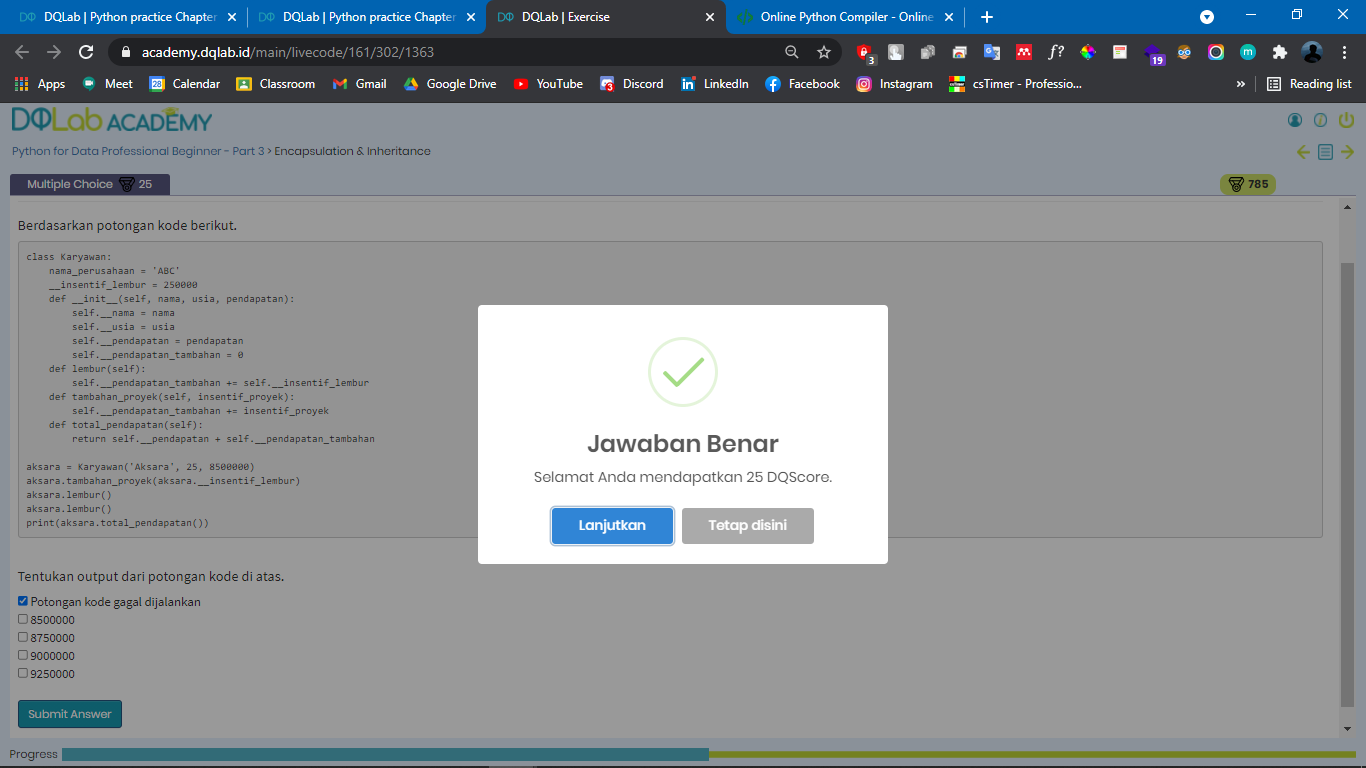 DQLab | Python practice Chapter
DQLab | Python practice Chapter
DQLab | Exercise
Online Python Compiler - Online
academy.dqlab.id/main/livecode/161/302/1363
3
19
Apps
Meet
28
Calendar
Classroom
Gmail
Google Drive
YouTube
3
Discord
LinkedIn
Facebook
Instagram
csTimer - Professio...
»
Reading list
DQLab ACADEMY
Python for Data Professional Beginner - Part 3 > Encapsulation & Inheritance
Multiple Choice 25
785
Berdasarkan potongan kode berikut.
class Karyawan:
    nama_perusahaan = 'ABC'
    __insentif_lembur = 250000
    def __init__(self, nama, usia, pendapatan):
        self.__nama = nama
        self.__usia = usia
        self.__pendapatan = pendapatan
        self.__pendapatan_tambahan = 0
    def lembur(self):
        self.__pendapatan_tambahan += self.__insentif_lembur
    def tambahan_proyek(self, insentif_proyek):
        self.__pendapatan_tambahan += insentif_proyek
    def total_pendapatan(self):
        return self.__pendapatan + self.__pendapatan_tambahan
aksara = Karyawan('Aksara', 25, 8500000)
aksara.tambahan_proyek(aksara.__insentif_lembur)
aksara.lembur()
aksara.lembur()
print(aksara.total_pendapatan())
Jawaban Benar
Selamat Anda mendapatkan 25 DQScore.
Lanjutkan
Tetap disini
Tentukan output dari potongan kode di atas.
Potongan kode gagal dijalankan
8500000
8750000
9000000
9250000
Submit Answer
Progress